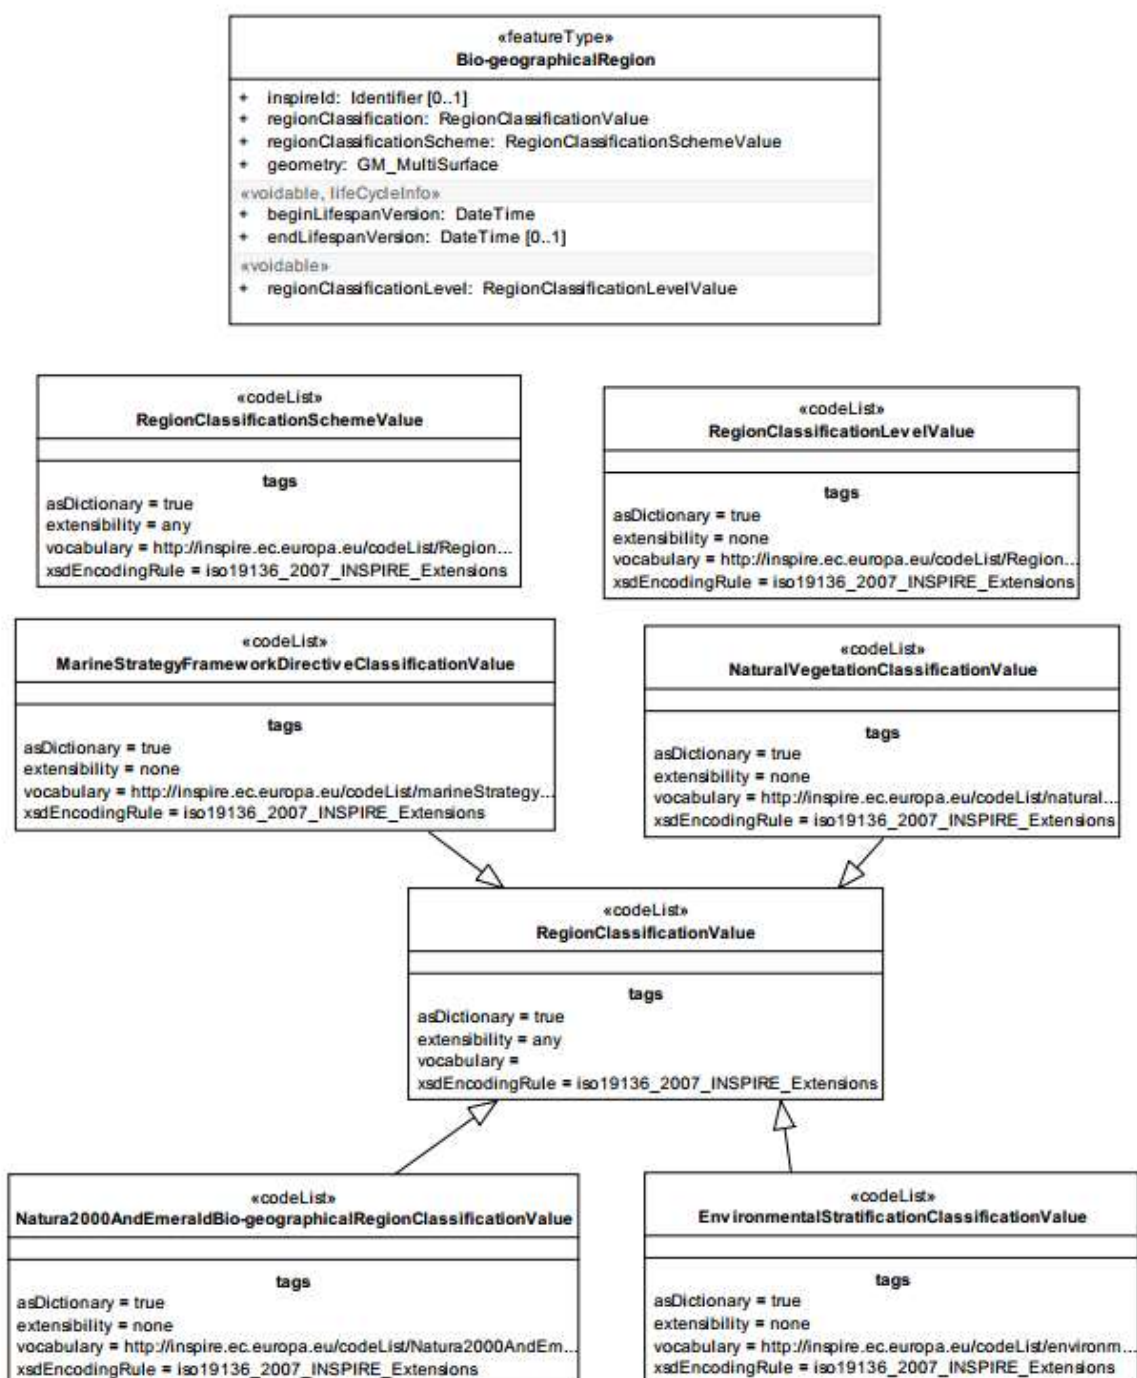 «featureType»
Bio-geographicalRegion
+ inspireId: Identifier [0..1]
+ regionClassification: RegionClassificationValue
+ regionClassificationScheme: RegionClassificationSchemeValue
+ geometry: GM_MultiSurface
«voidable, lifeCycleInfo»
+ beginLifespanVersion: DateTime
+ endLifespanVersion: DateTime [0..1]
«voidable»
+ regionClassificationLevel: RegionClassificationLevelValue
«codeList»
RegionClassificationSchemeValue
tags
asDictionary = true
extensibility = any
vocabulary = http://inspire.ec.europa.eu/codeList/Region...
xsdEncodingRule = iso19136_2007_INSPIRE_Extensions
«codeList»
RegionClassificationLevelValue
tags
asDictionary = true
extensibility = none
vocabulary = http://inspire.ec.europa.eu/codeList/Region...
xsdEncodingRule = iso19136_2007_INSPIRE_Extensions
«codeList»
MarineStrategyFrameworkDirectiveClassificationValue
tags
asDictionary = true
extensibility = none
vocabulary = http://inspire.ec.europa.eu/codeList/marineStrategy...
xsdEncodingRule = iso19136_2007_INSPIRE_Extensions
«codeList»
NaturalVegetationClassificationValue
tags
asDictionary = true
extensibility = none
vocabulary = http://inspire.ec.europa.eu/codeList/natural...
xsdEncodingRule = iso19136_2007_INSPIRE_Extensions
«codeList»
RegionClassificationValue
tags
asDictionary = true
extensibility = any
vocabulary =
xsdEncodingRule = iso19136_2007_INSPIRE_Extensions
«codeList»
Natura2000AndEmeraldBio-geographicalRegionClassificationValue
tags
asDictionary = true
extensibility = none
vocabulary = http://inspire.ec.europa.eu/codeList/Natura2000AndEm...
xsdEncodingRule = iso19136_2007_INSPIRE_Extensions
«codeList»
EnvironmentalStratificationClassificationValue
tags
asDictionary = true
extensibility = none
vocabulary = http://inspire.ec.europa.eu/codeList/environm...
xsdEncodingRule = iso19136_2007_INSPIRE_Extensions